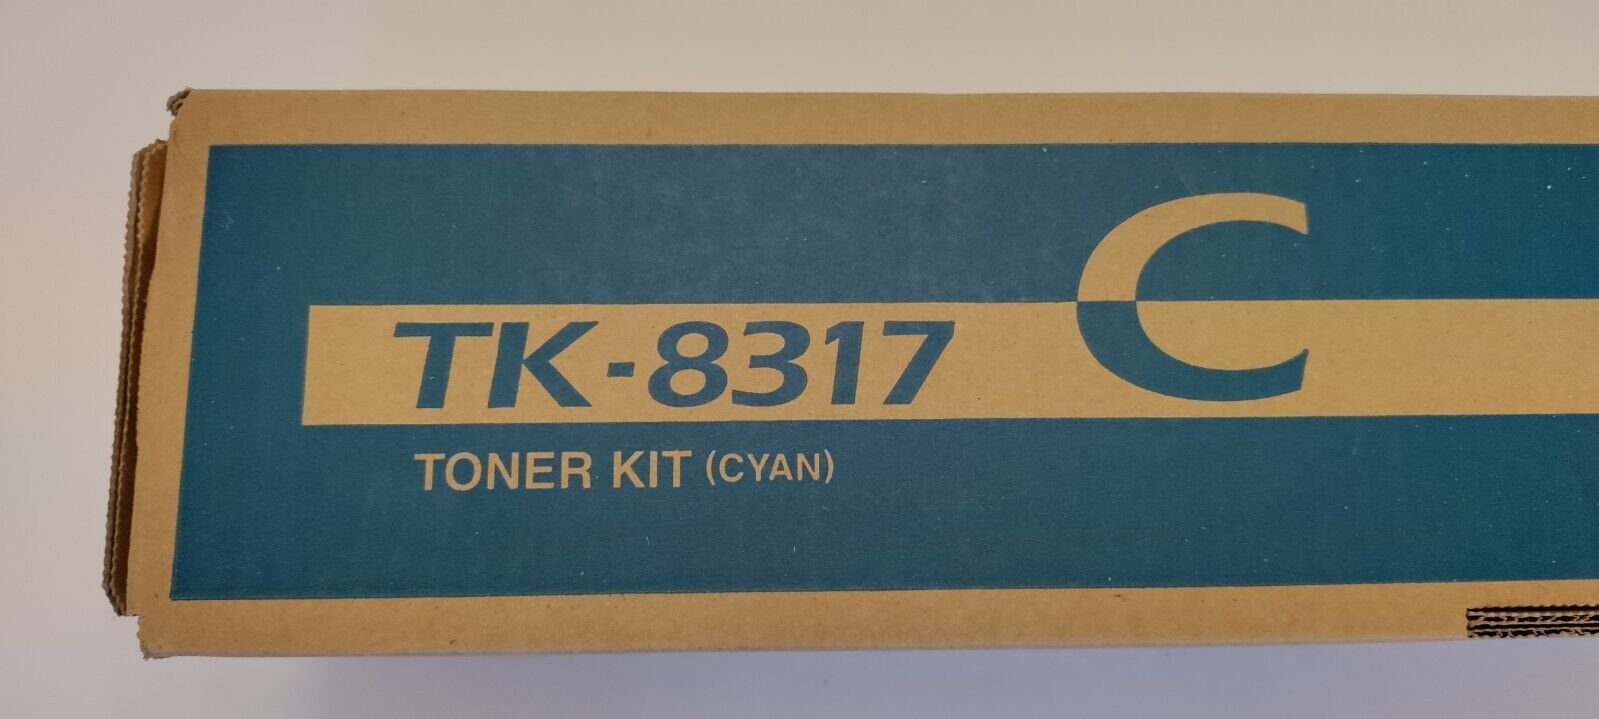 C
TK-8317
TONER KIT (CYAN)